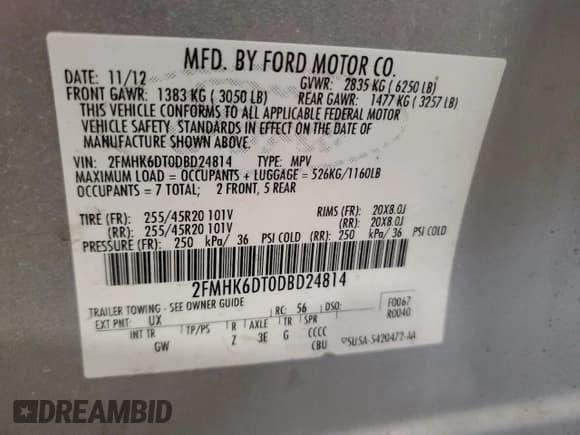 MFD. BY FORD MOTOR CO.
DATE: 11/12 GVWR: 2835 KG ( 6250 LB)
FRONT GAWR: 1383 KG ( 3050 LB) REAR GAWR: 1477 KG ( 3257 LB)
THIS VEHICLE CONFORMS TO ALL APPLICABLE FEDERAL MOTOR
VEHICLE SAFETY STANDARDS IN EFFECT ON THE DATE OF
MANUFACTURE SHOWN ABOVE.
VIN: 2FMHK6DT0DBD24814 TYPE: MPV
MAXIMUM LOAD = OCCUPANTS + LUGGAGE = 526KG/1160LB
OCCUPANTS = 7 TOTAL; 2 FRONT, 5 REAR
TIRE (FR): 255/45R20 101V RIMS (FR): 20X8.0J
(RR): 255/45R20 101V (RR): 20X8.0J
PRESSURE (FR): 250 kPa/ 36 PSI COLD (RR): 250 kPa/ 36 PSI COLD
2FMHK6DT0DBD24814
TRAILER TOWING - SEE OWNER GUIDE
EXT PNT: UX RC: 56 DSO: F0067
R0040
INT TR TP/PS R AXLE TR SPR
GW Z 3E G CCCC
CBU 5U5A-5420472-AA
DREAMBID